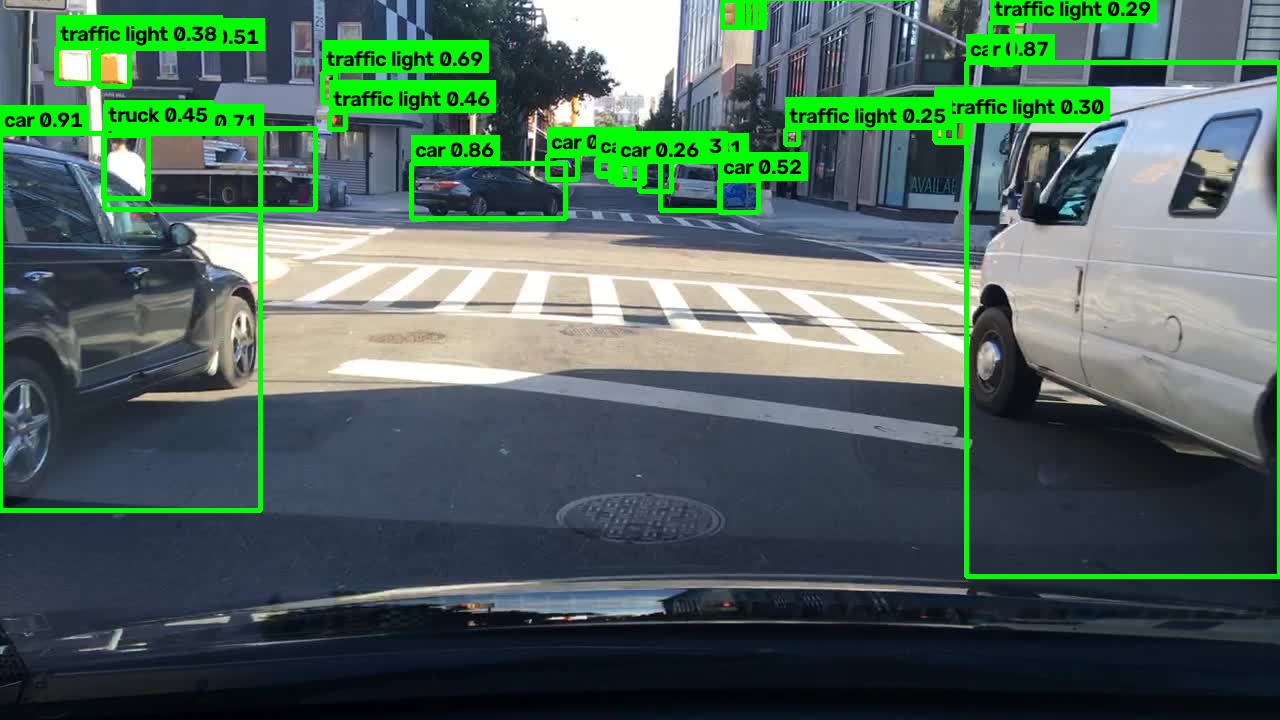 traffic light 0.29
traffic light 0.38
0.51
car 0.87
traffic light 0.69
traffic light 0.46
traffic light 0.30
traffic light 0.25
truck 0.45
0.71
car 0.91
car 0.86
car 0.26
car 0.52
AVAILA